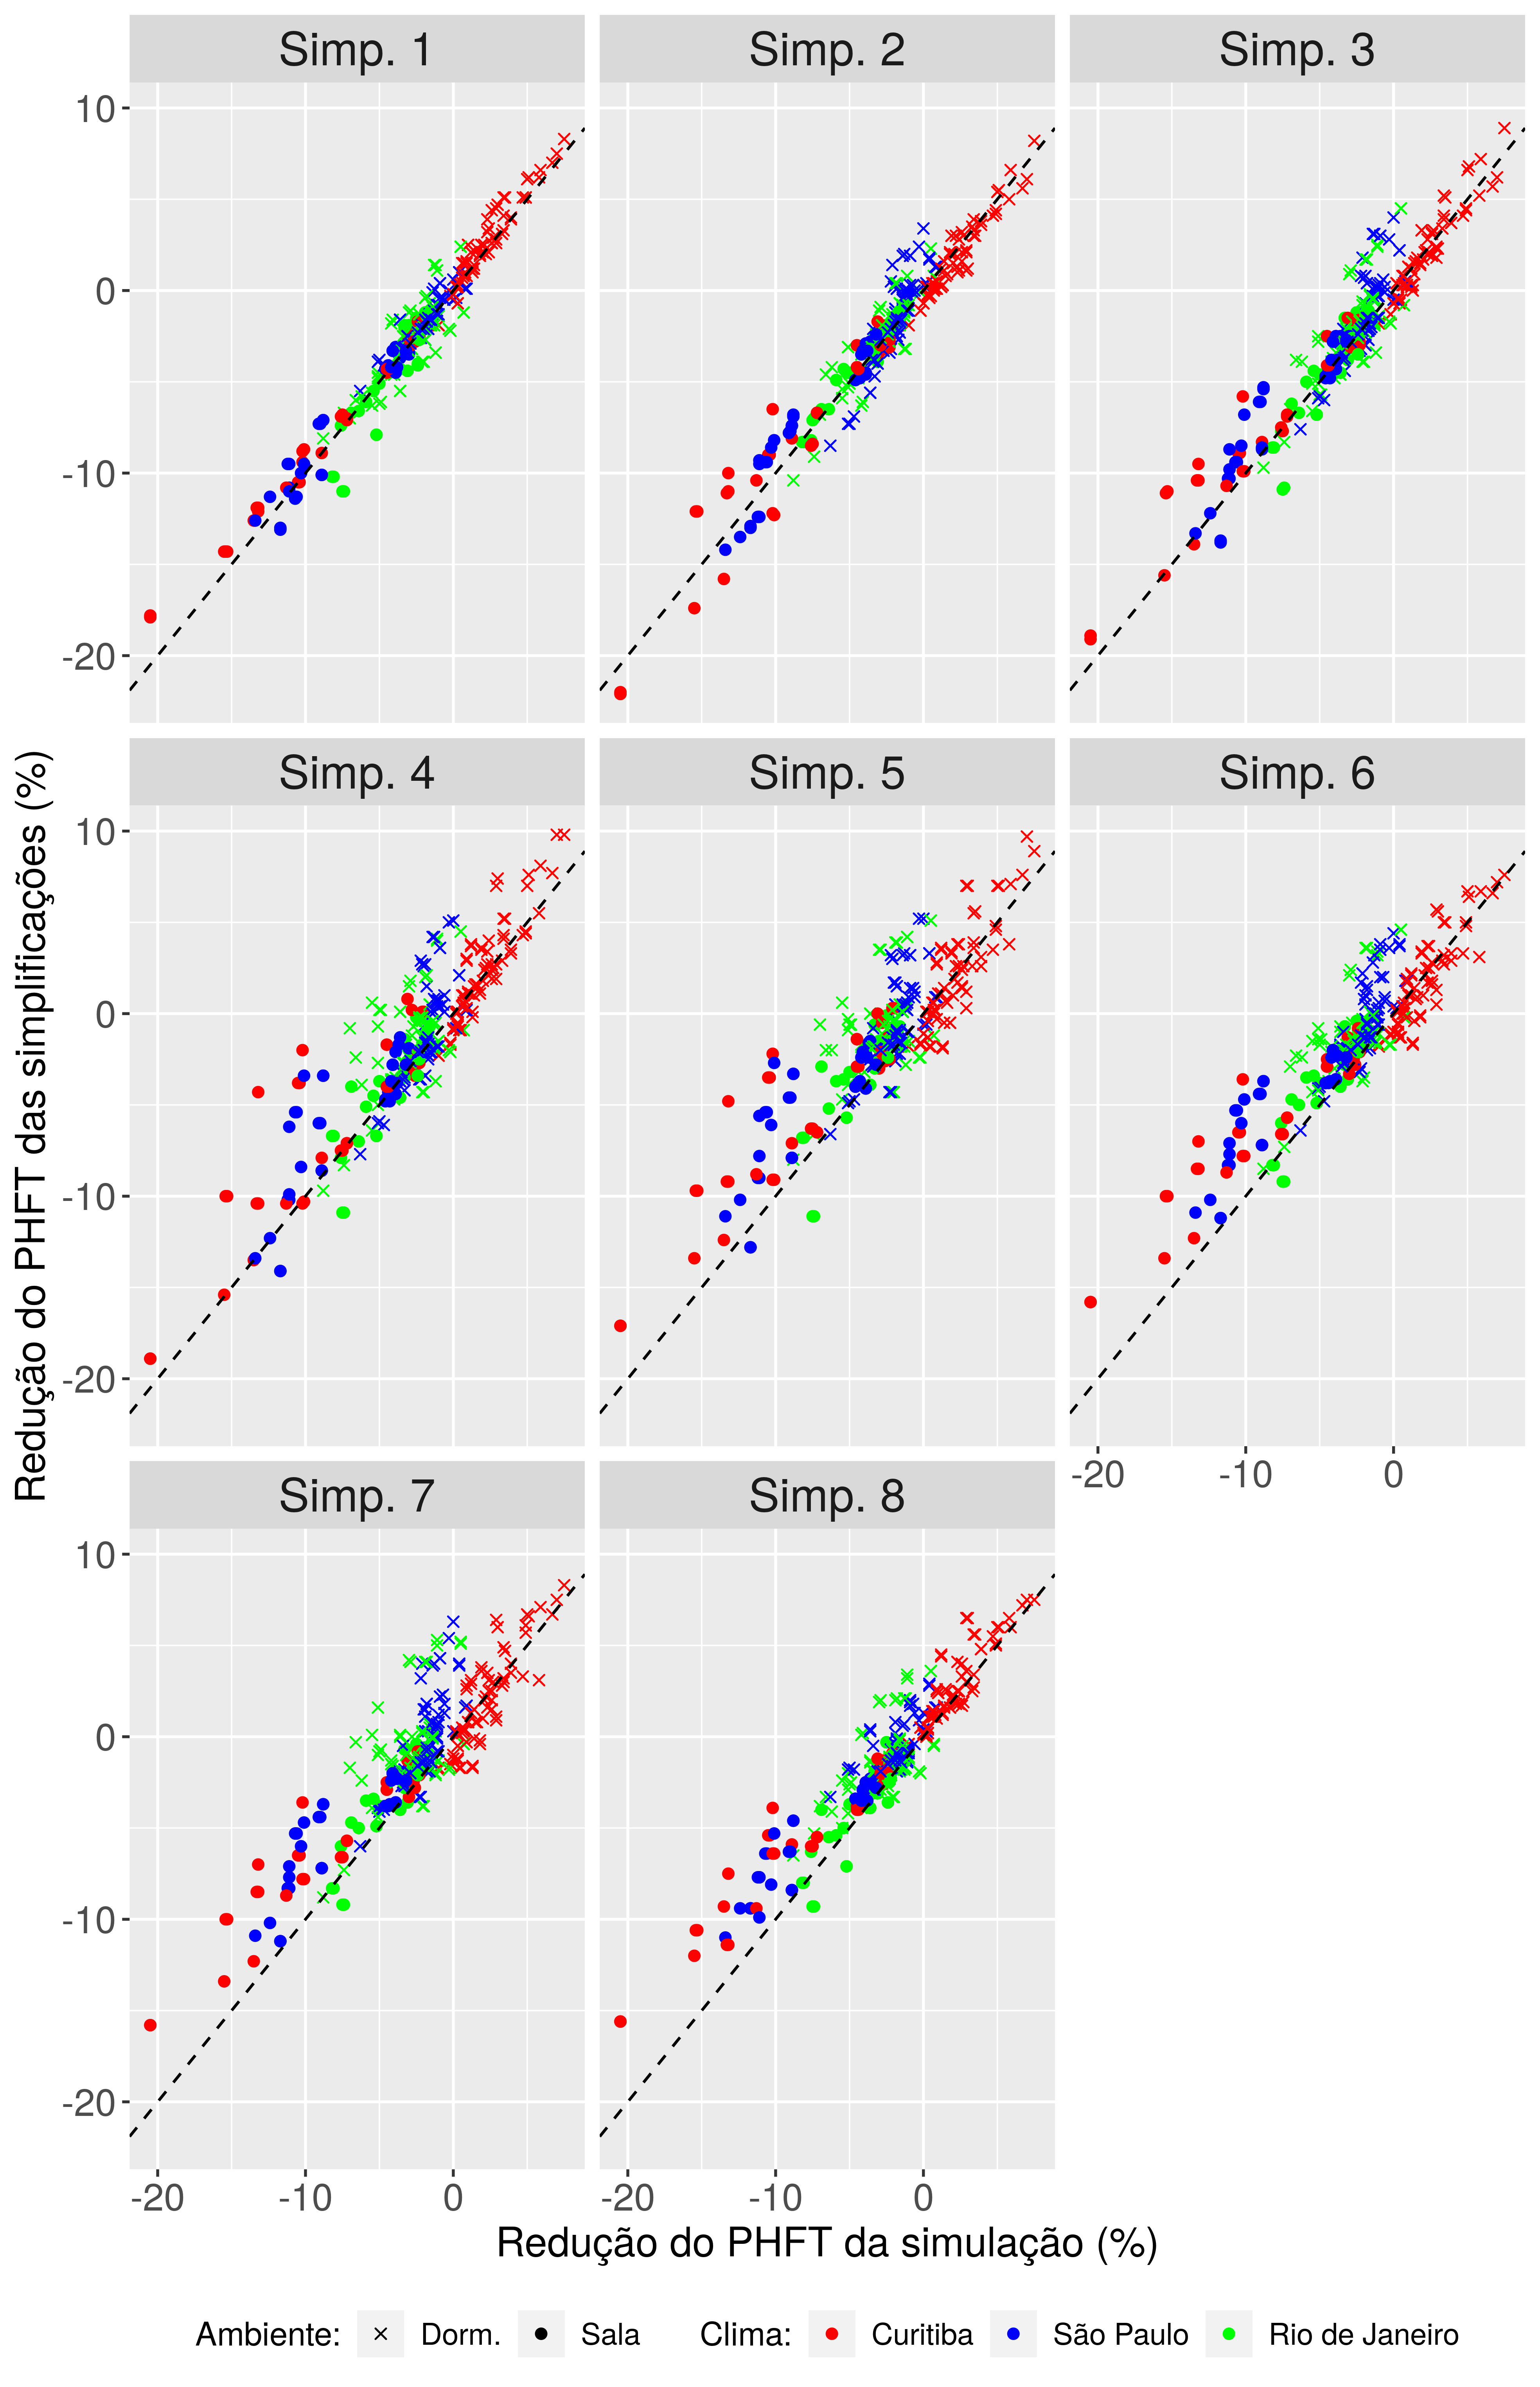 Simp. 1
Simp. 2
Simp. 3
10
0
-10
-20
Simp. 4
Simp. 5
Simp. 6
10
0
-10
-20
-20
-10
0
Simp. 7
Simp. 8
10
0
-10
-20
-20
-10
0
-20
-10
0
Redução do PHFT das simplificações (%)
Redução do PHFT da simulação (%)
Ambiente: Dorm. Sala Clima: Curitiba São Paulo Rio de Janeiro